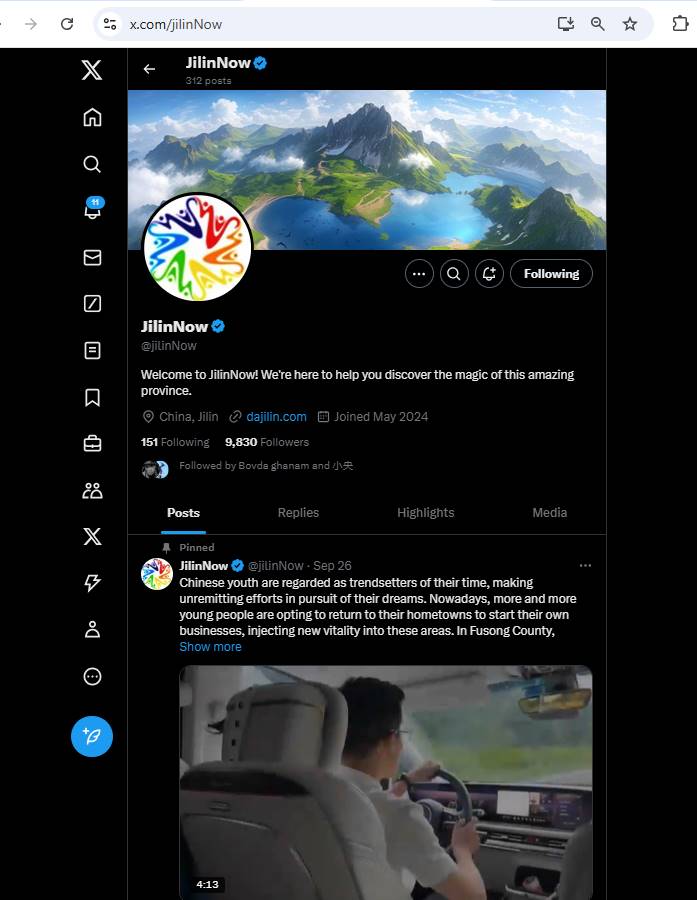 x.com/jilinNow
JilinNow
312 posts
11
Following
JilinNow
@jilinNow
Welcome to JilinNow! We're here to help you discover the magic of this amazing
province.
China, Jilin dajilin.com Joined May 2024
151 Following 9,830 Followers
Followed by Bovda ghanam and 小央
Posts Replies Highlights Media
Pinned
JilinNow @jilinNow · Sep 26
Chinese youth are regarded as trendsetters of their time, making
unremitting efforts in pursuit of their dreams. Nowadays, more and more
young people are opting to return to their hometowns to start their own
businesses, injecting new vitality into these areas. In Fusong County,
Show more
4:13